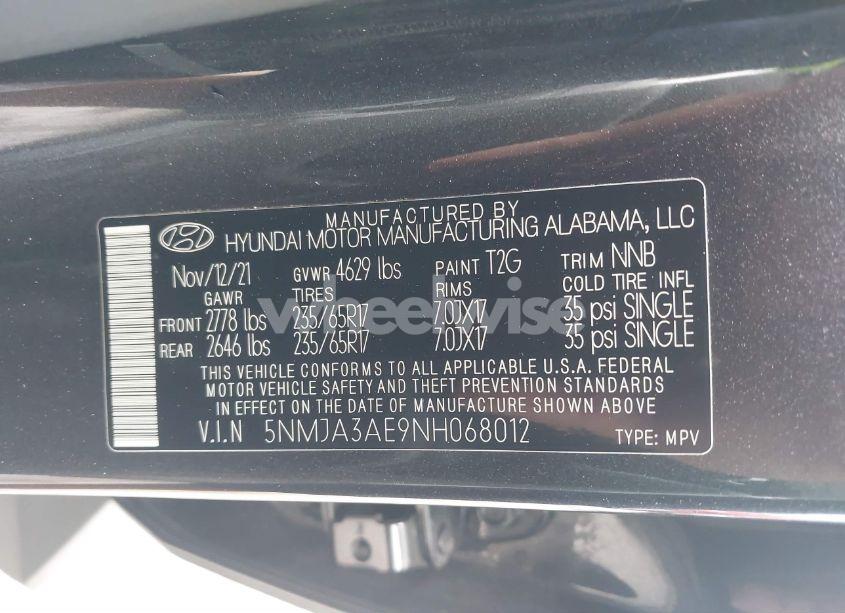 MANUFACTURED BY
HYUNDAI MOTOR MANUFACTURING ALABAMA, LLC
Nov/12/21 GVWR 4629 lbs PAINT T2G TRIM NNB
GAWR TIRES RIMS COLD TIRE INFL
FRONT 2778 lbs 235/65R17 7.0JX17 35 psi SINGLE
REAR 2646 lbs 235/65R17 7.0JX17 35 psi SINGLE
THIS VEHICLE CONFORMS TO ALL APPLICABLE U.S.A. FEDERAL
MOTOR VEHICLE SAFETY AND THEFT PREVENTION STANDARDS
IN EFFECT ON THE DATE OF MANUFACTURE SHOWN ABOVE
V.I.N 5NMJA3AE9NH068012 TYPE: MPV
wheelwise